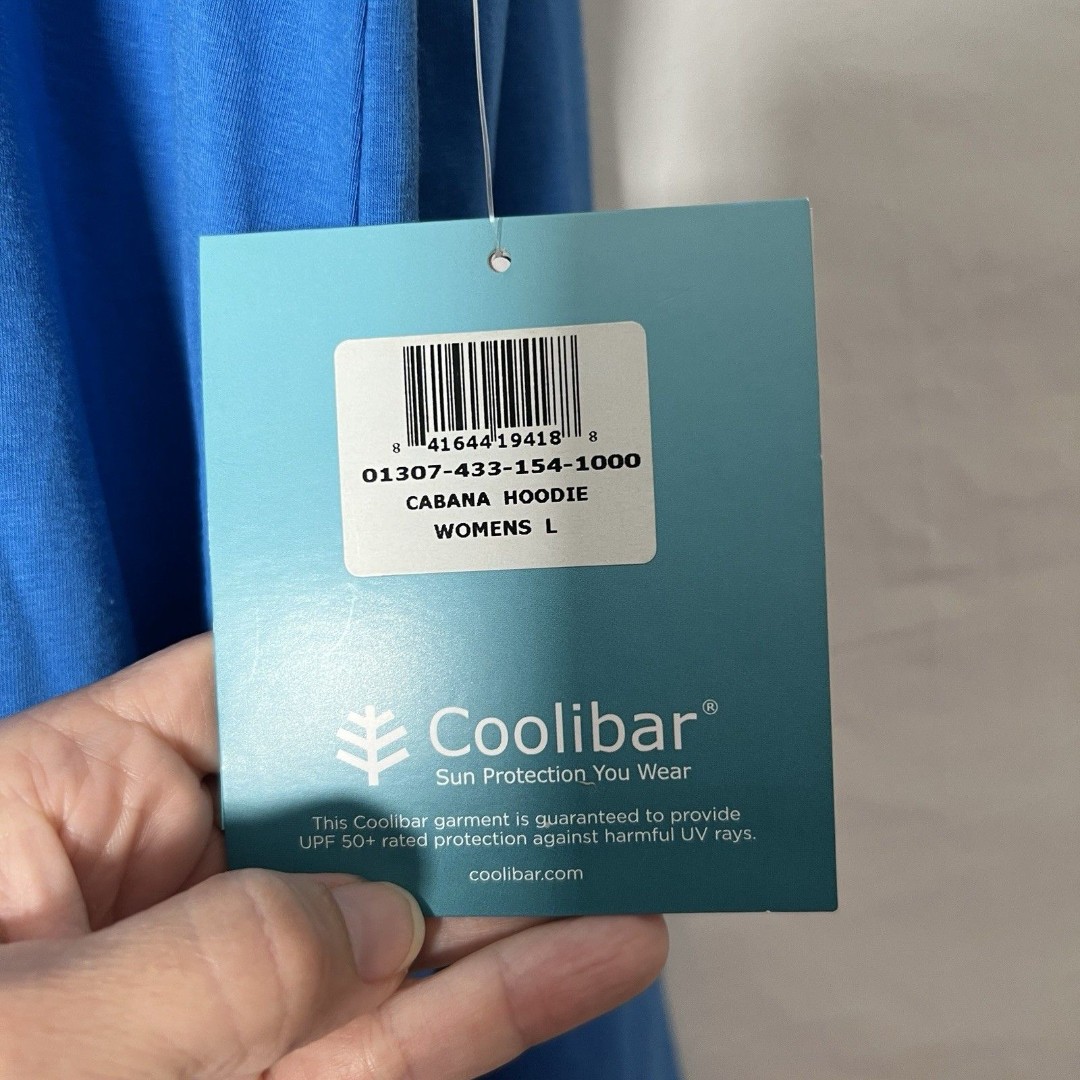 8 41644 19418 8
01307-433-154-1000
CABANA HOODIE
WOMENS L
Coolibar®
Sun Protection You Wear
This Coolibar garment is guaranteed to provide
UPF 50+ rated protection against harmful UV rays.
coolibar.com